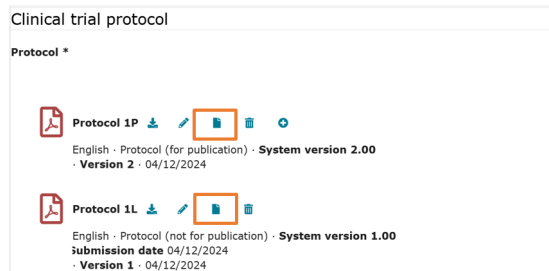 Clinical trial protocol
Protocol *
Protocol 1P
English · Protocol (for publication) · System version 2.00
· Version 2 · 04/12/2024
Protocol 1L
English · Protocol (not for publication) · System version 1.00
Submission date 04/12/2024
· Version 1 · 04/12/2024